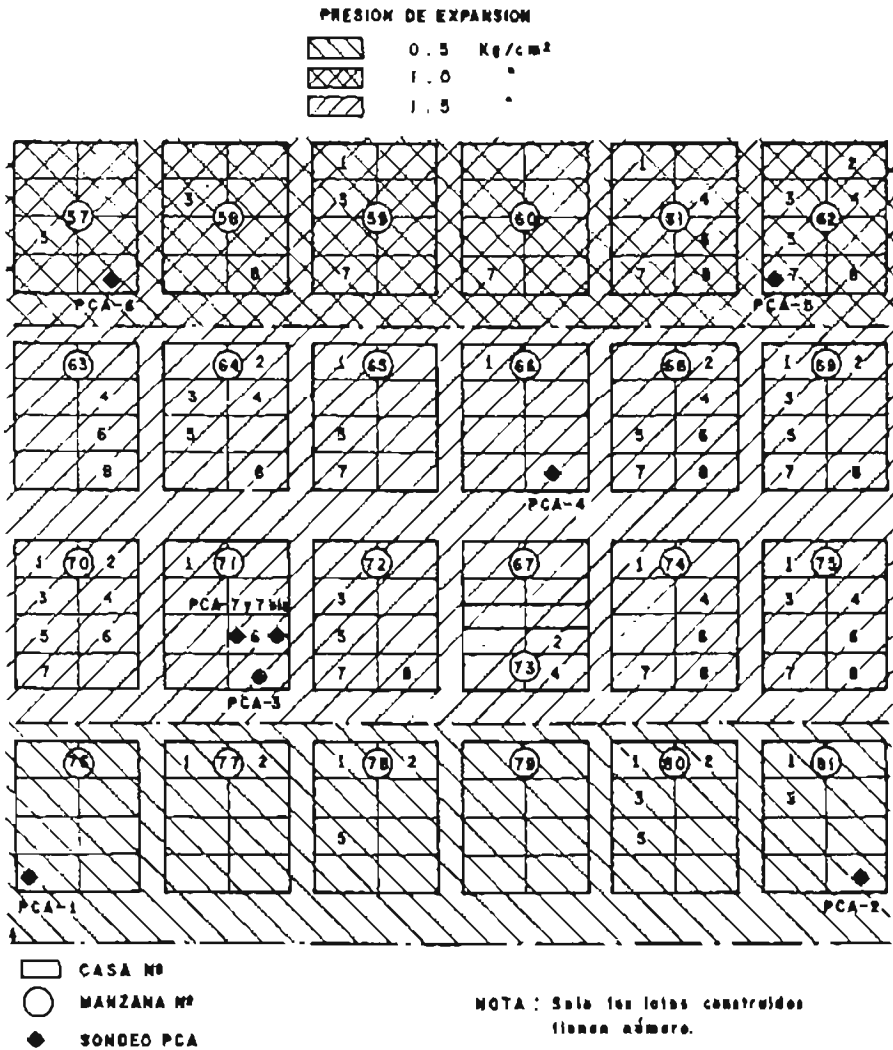 PRESION DE EXPANSION
0.5 Kg/cm²
1.0 "
1.5 "
57 58 59 60 61 62
1 1 2
3 3 4 3 4
5 6 5
8 7 7 7 8 7 8
PCA-6 PCA-5
63 64 2 1 65 1 66 68 2 1 69 2
4 3 4 4 3
6 5 5 5 6 5
8 8 7 7 8 7 8
PCA-4
1 70 2 1 71 72 67 1 74 1 75
3 4 PCA-7 y 7 bis 3 4 3 4
5 6 6 5 2 6 6
7 7 8 73 4 7 8 7 8
PCA-3
76 1 77 2 1 78 2 79 1 80 2 1 81
3 3
5 5
PCA-1 PCA-2
CASA Nº
MANZANA Nº
SONDEO PCA
NOTA : Solo los lotes construidos
tienen número.